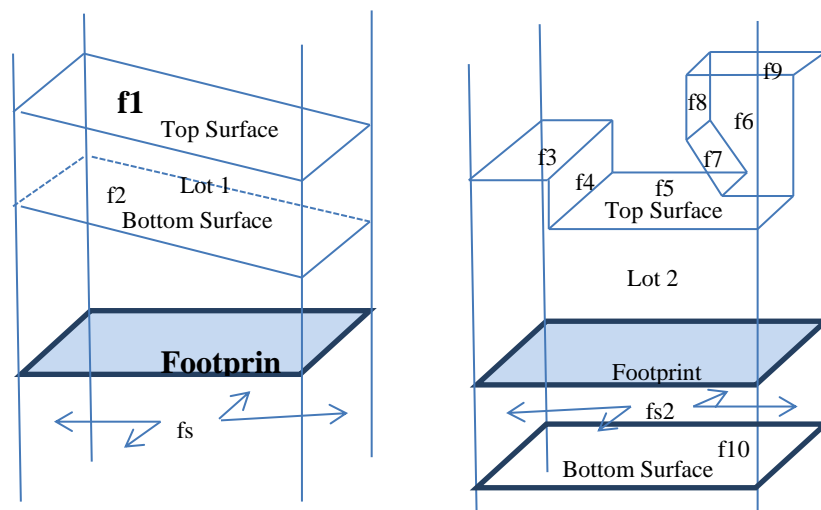 f1
Top Surface
Lot 1
f2
Bottom Surface
Footprin
fs
f9
f8
f6
f3
f7
f4
f5
Top Surface
Lot 2
Footprint
fs2
f10
Bottom Surface